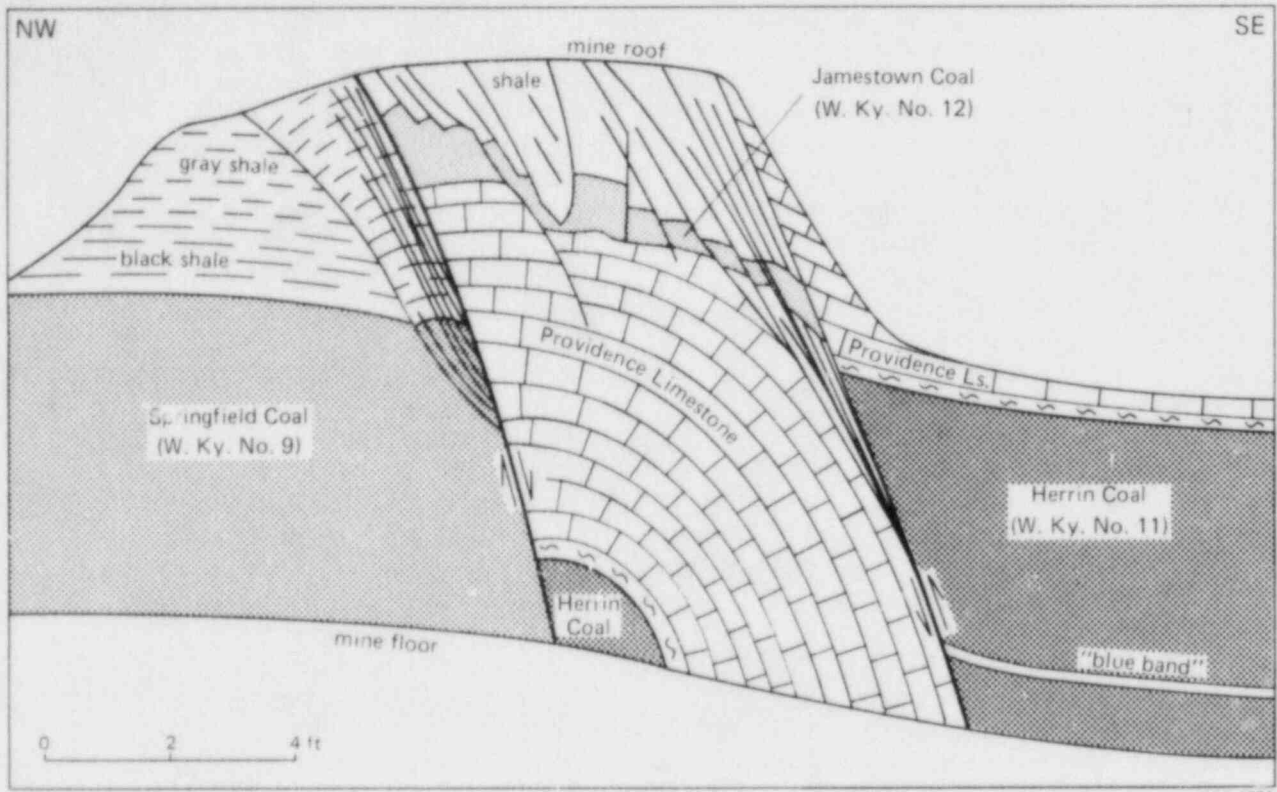 NW
SE
mine roof
shale
Jamestown Coal
(W. Ky. No. 12)
gray shale
black shale
Providence Limestone
Providence Ls.
Springfield Coal
(W. Ky. No. 9)
Herrin Coal
(W. Ky. No. 11)
Herrin
Coal
mine floor
"blue band"
0 2 4 ft